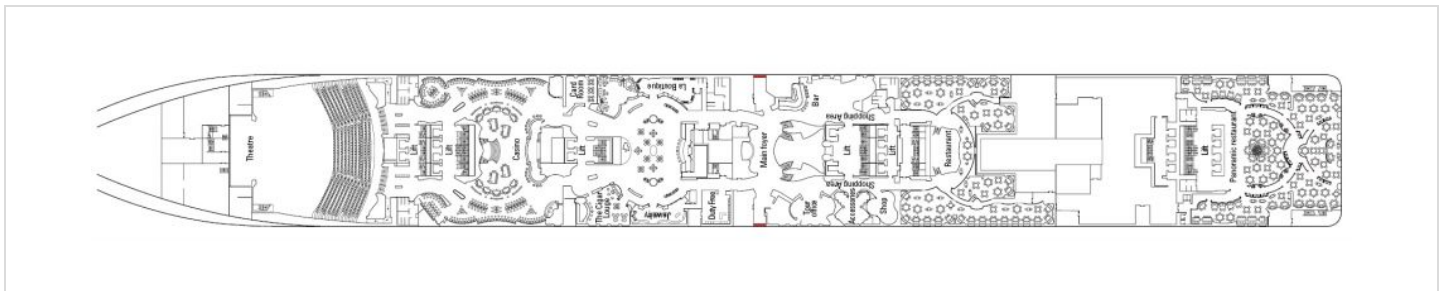 Theatre
Lift
Lift
Casino
Card
Room
Lift
The Cigar
Loung
La Boutique
Jewelry
Duty Free
Main foyer
Bar
Tour
office
Shopping Area
Shopping Area
Accessories
Shop
Lift
Lift
Restaurant
Lift
Panoramic restaurant